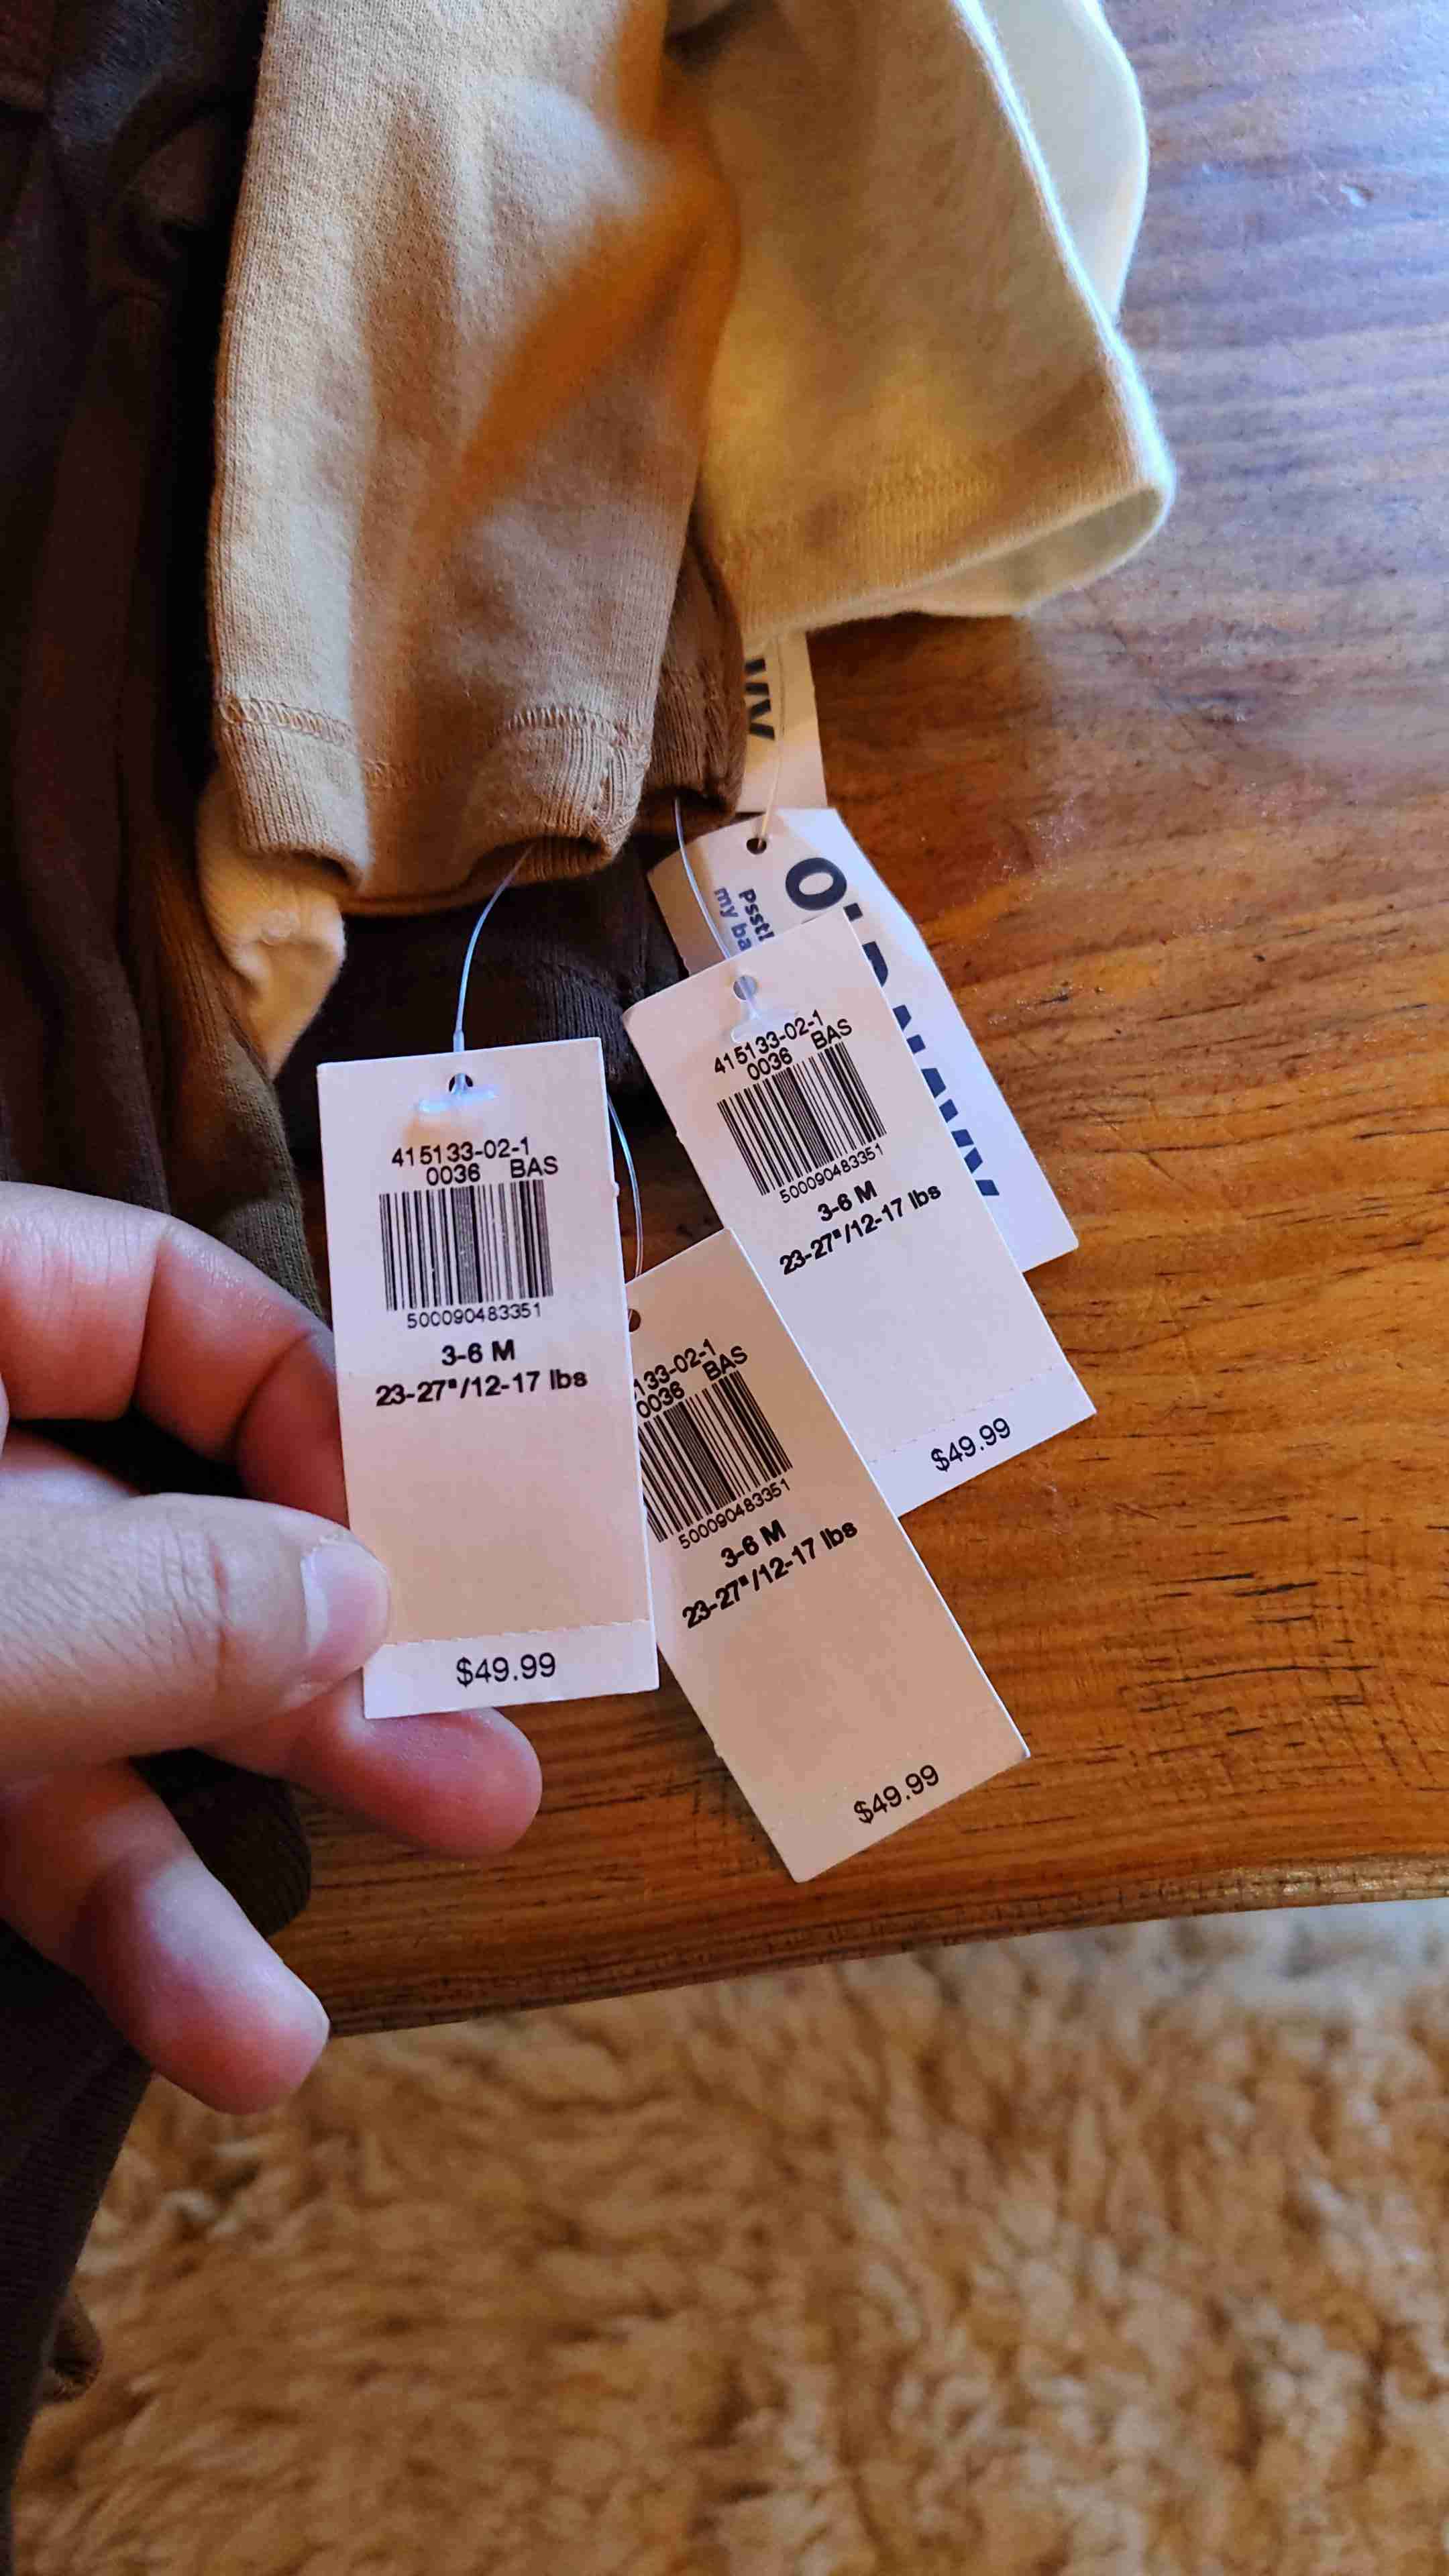 415133-02-1
0036 BAS
500090483351
3-6 M
23-27"/12-17 lbs
$49.99
Psst!
my ba
415133-02-1
0036 BAS
500090483351
3-6 M
23-27"/12-17 lbs
$49.99
133-02-1
0036 BAS
500090483351
3-6 M
23-27"/12-17 lbs
$49.99